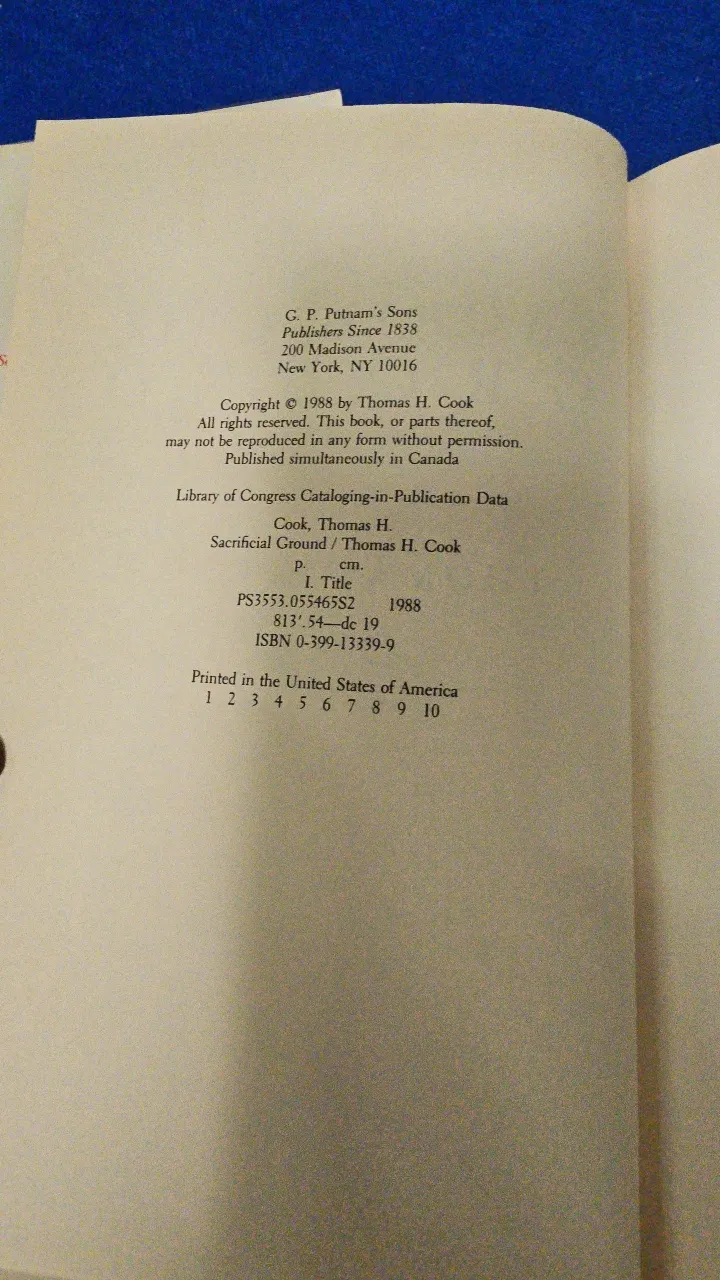 G. P. Putnam's Sons
Publishers Since 1838
200 Madison Avenue
New York, NY 10016
Copyright © 1988 by Thomas H. Cook
All rights reserved. This book, or parts thereof,
may not be reproduced in any form without permission.
Published simultaneously in Canada
Library of Congress Cataloging-in-Publication Data
Cook, Thomas H.
Sacrificial Ground / Thomas H. Cook
p. cm.
I. Title
PS3553.055465S2 1988
813'.54—dc 19
ISBN 0-399-13339-9
Printed in the United States of America
1 2 3 4 5 6 7 8 9 10